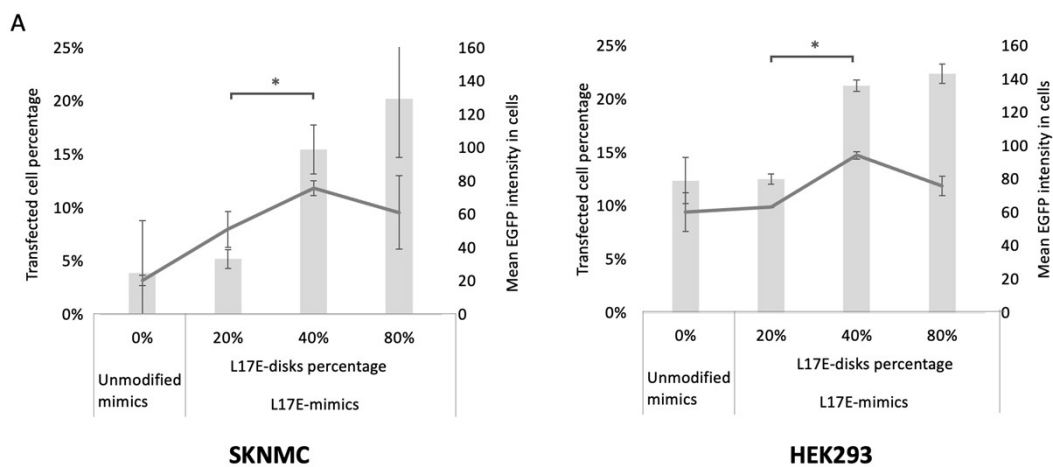 A
Transfected cell percentage
25%
20%
15%
10%
5%
0%
*
160
140
120
100
80
60
40
20
0
Mean EGFP intensity in cells
0%
20%
40%
80%
L17E-disks percentage
Unmodified
mimics
L17E-mimics
SKNMC
Transfected cell percentage
25%
20%
15%
10%
5%
0%
*
160
140
120
100
80
60
40
20
0
Mean EGFP intensity in cells
0%
20%
40%
80%
L17E-disks percentage
Unmodified
mimics
L17E-mimics
HEK293